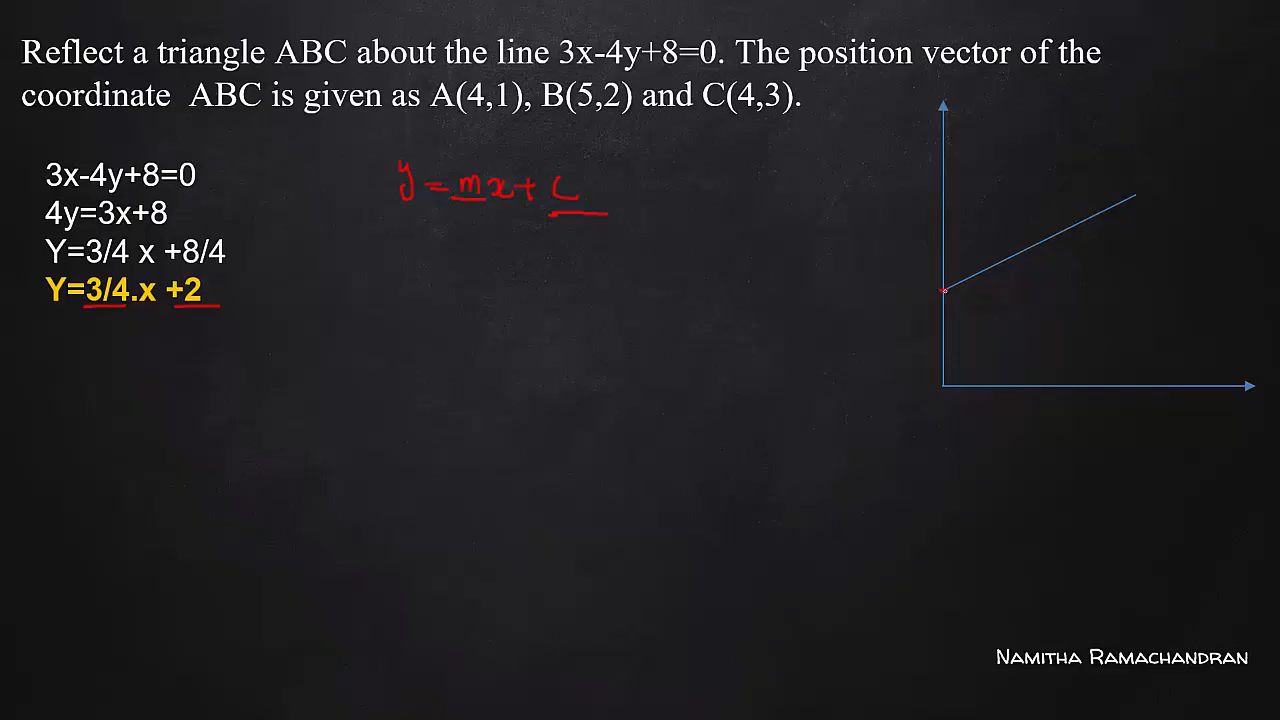 Reflect a triangle ABC about the line 3x-4y+8=0. The position vector of the
coordinate ABC is given as A(4,1), B(5,2) and C(4,3).
3x-4y+8=0
4y=3x+8
Y=3/4 x +8/4
Y=3/4.x +2
y = mx + c
Namitha Ramachandran